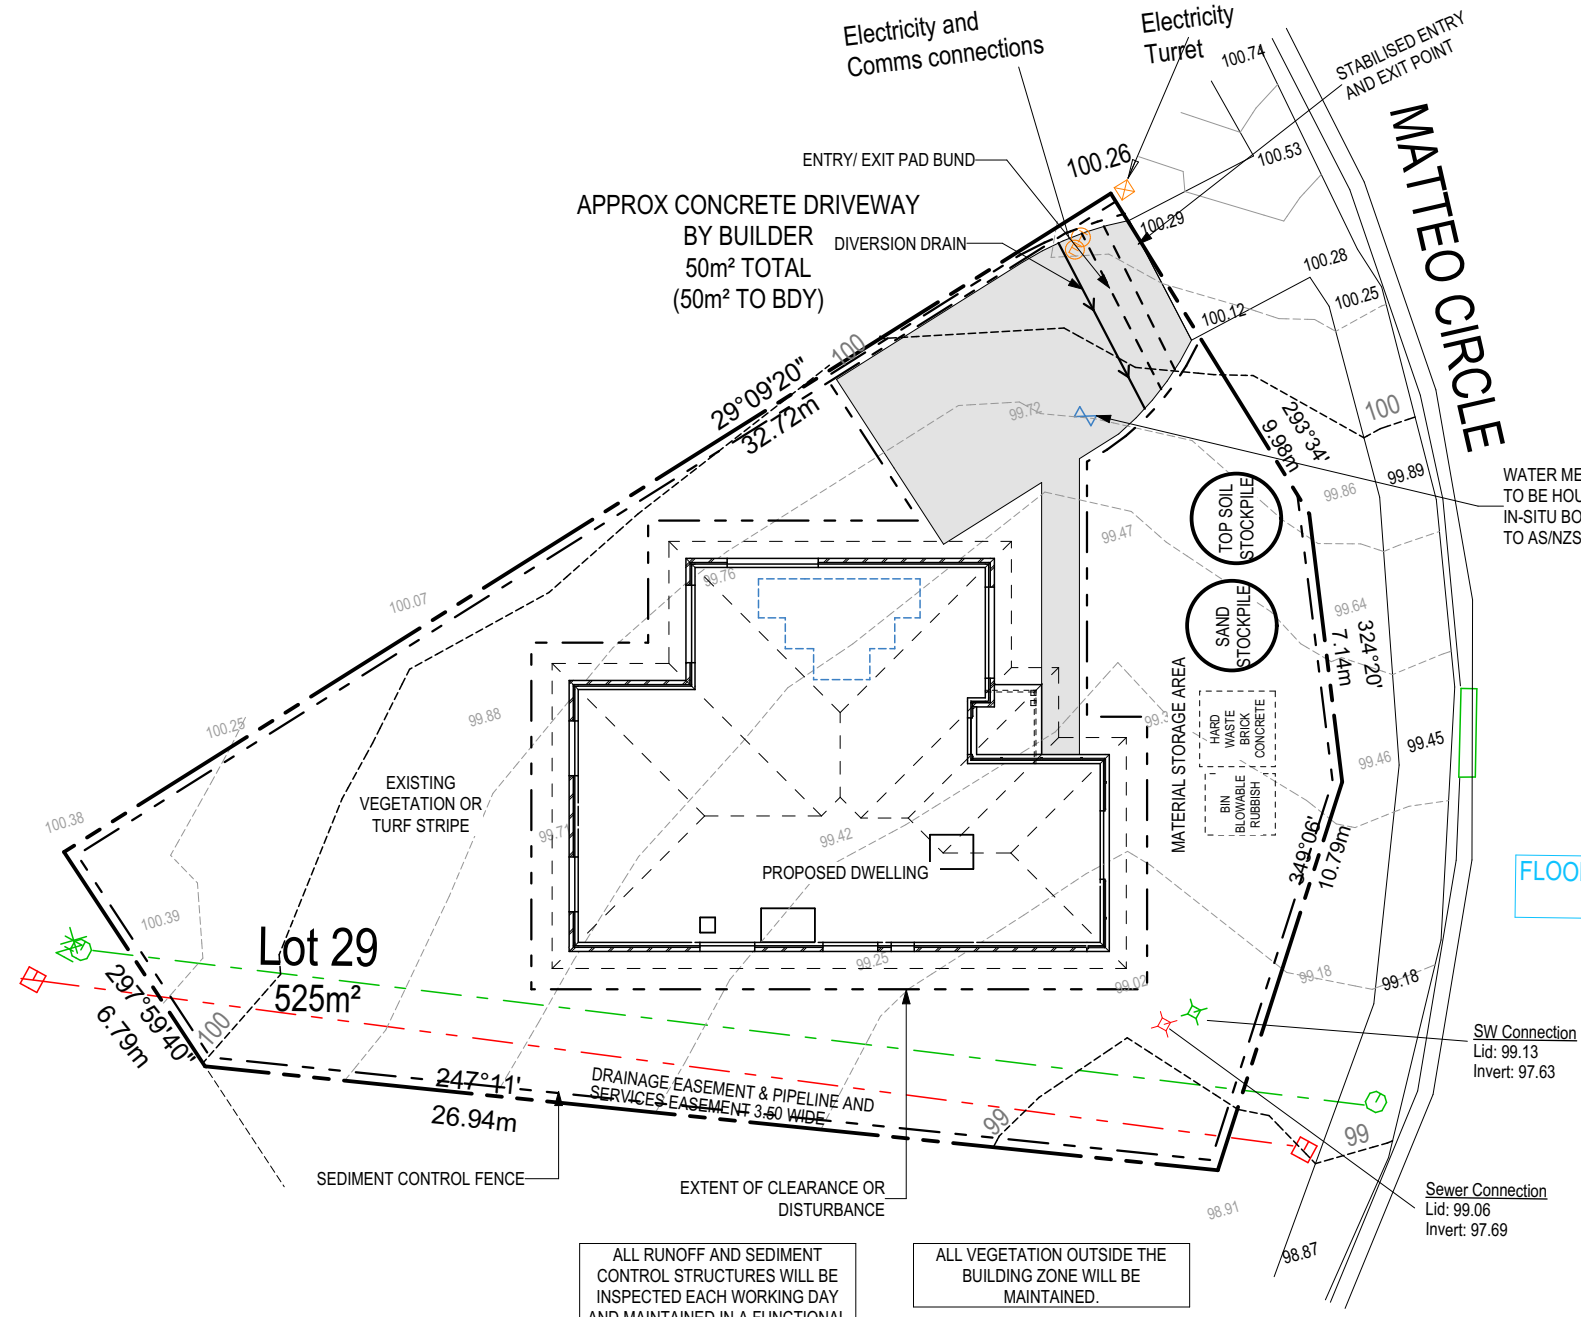 Electricity and
Comms connections
Electricity
Turret
100.74
STABILISED ENTRY
AND EXIT POINT
MATTEO CIRCLE
ENTRY/ EXIT PAD BUND
100.26
100.53
APPROX CONCRETE DRIVEWAY
BY BUILDER
50m² TOTAL
(50m² TO BDY)
DIVERSION DRAIN
100.29
100.28
100.25
100.12
100
29°09'20"
32.72m
99.72
293°34'
9.98m
100
99.89
99.86
WATER ME
TO BE HOU
IN-SITU BO
TO AS/NZS
TOP SOIL
STOCKPILE
99.47
99.76
100.07
SAND
STOCKPILE
99.64
324°20'
7.14m
MATERIAL STORAGE AREA
HARD
WASTE
BRICK
CONCRETE
99.3
99.46
99.45
100.25
99.88
EXISTING
VEGETATION OR
TURF STRIPE
BIN
BLOWABLE
RUBBISH
100.38
99.71
99.42
PROPOSED DWELLING
349°06'
10.79m
FLOO
100.39
Lot 29
525m²
99.25
99.02
99.18
99.18
297°59'40"
6.79m
100
SW Connection
Lid: 99.13
Invert: 97.63
247°11'
26.94m
DRAINAGE EASEMENT & PIPELINE AND
SERVICES EASEMENT 3.50 WIDE
99
99
SEDIMENT CONTROL FENCE
EXTENT OF CLEARANCE OR
DISTURBANCE
Sewer Connection
Lid: 99.06
Invert: 97.69
98.91
98.87
ALL RUNOFF AND SEDIMENT
CONTROL STRUCTURES WILL BE
INSPECTED EACH WORKING DAY
AND MAINTAINED IN A FUNCTIONAL
ALL VEGETATION OUTSIDE THE
BUILDING ZONE WILL BE
MAINTAINED.